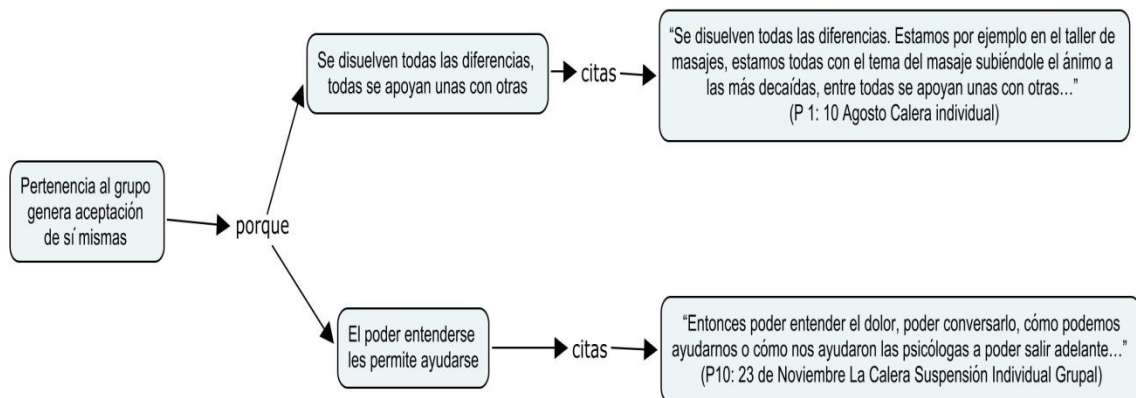 Se disuelven todas las diferencias,
todas se apoyan unas con otras
citas
“Se disuelven todas las diferencias. Estamos por ejemplo en el taller de
masajes, estamos todas con el tema del masaje subiéndole el ánimo a
las más decaídas, entre todas se apoyan unas con otras…”
(P 1: 10 Agosto Calera individual)
Pertenencia al grupo
genera aceptación
de sí mismas
porque
El poder entenderse
les permite ayudarse
citas
“Entonces poder entender el dolor, poder conversarlo, cómo podemos
ayudarnos o cómo nos ayudaron las psicólogas a poder salir adelante…”
(P10: 23 de Noviembre La Calera Suspensión Individual Grupal)